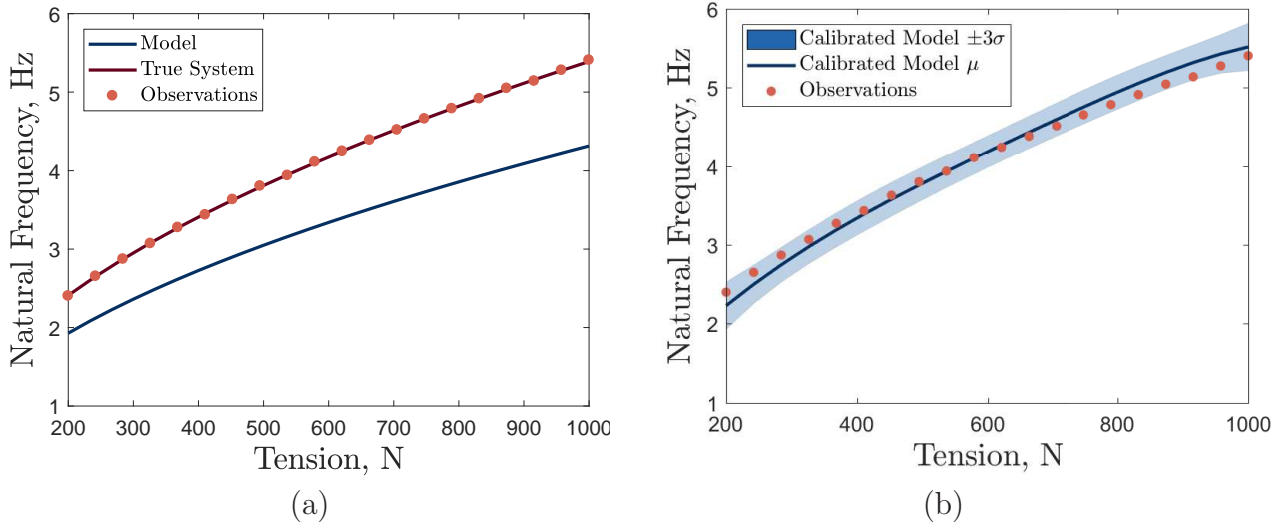 6
5
4
3
2
1
Natural Frequency, Hz
Model
True System
Observations
200 300 400 500 600 700 800 900 1000
Tension, N
(a)
6
5
4
3
2
1
Natural Frequency, Hz
Calibrated Model ±3σ
Calibrated Model μ
Observations
200 400 600 800 1000
Tension, N
(b)